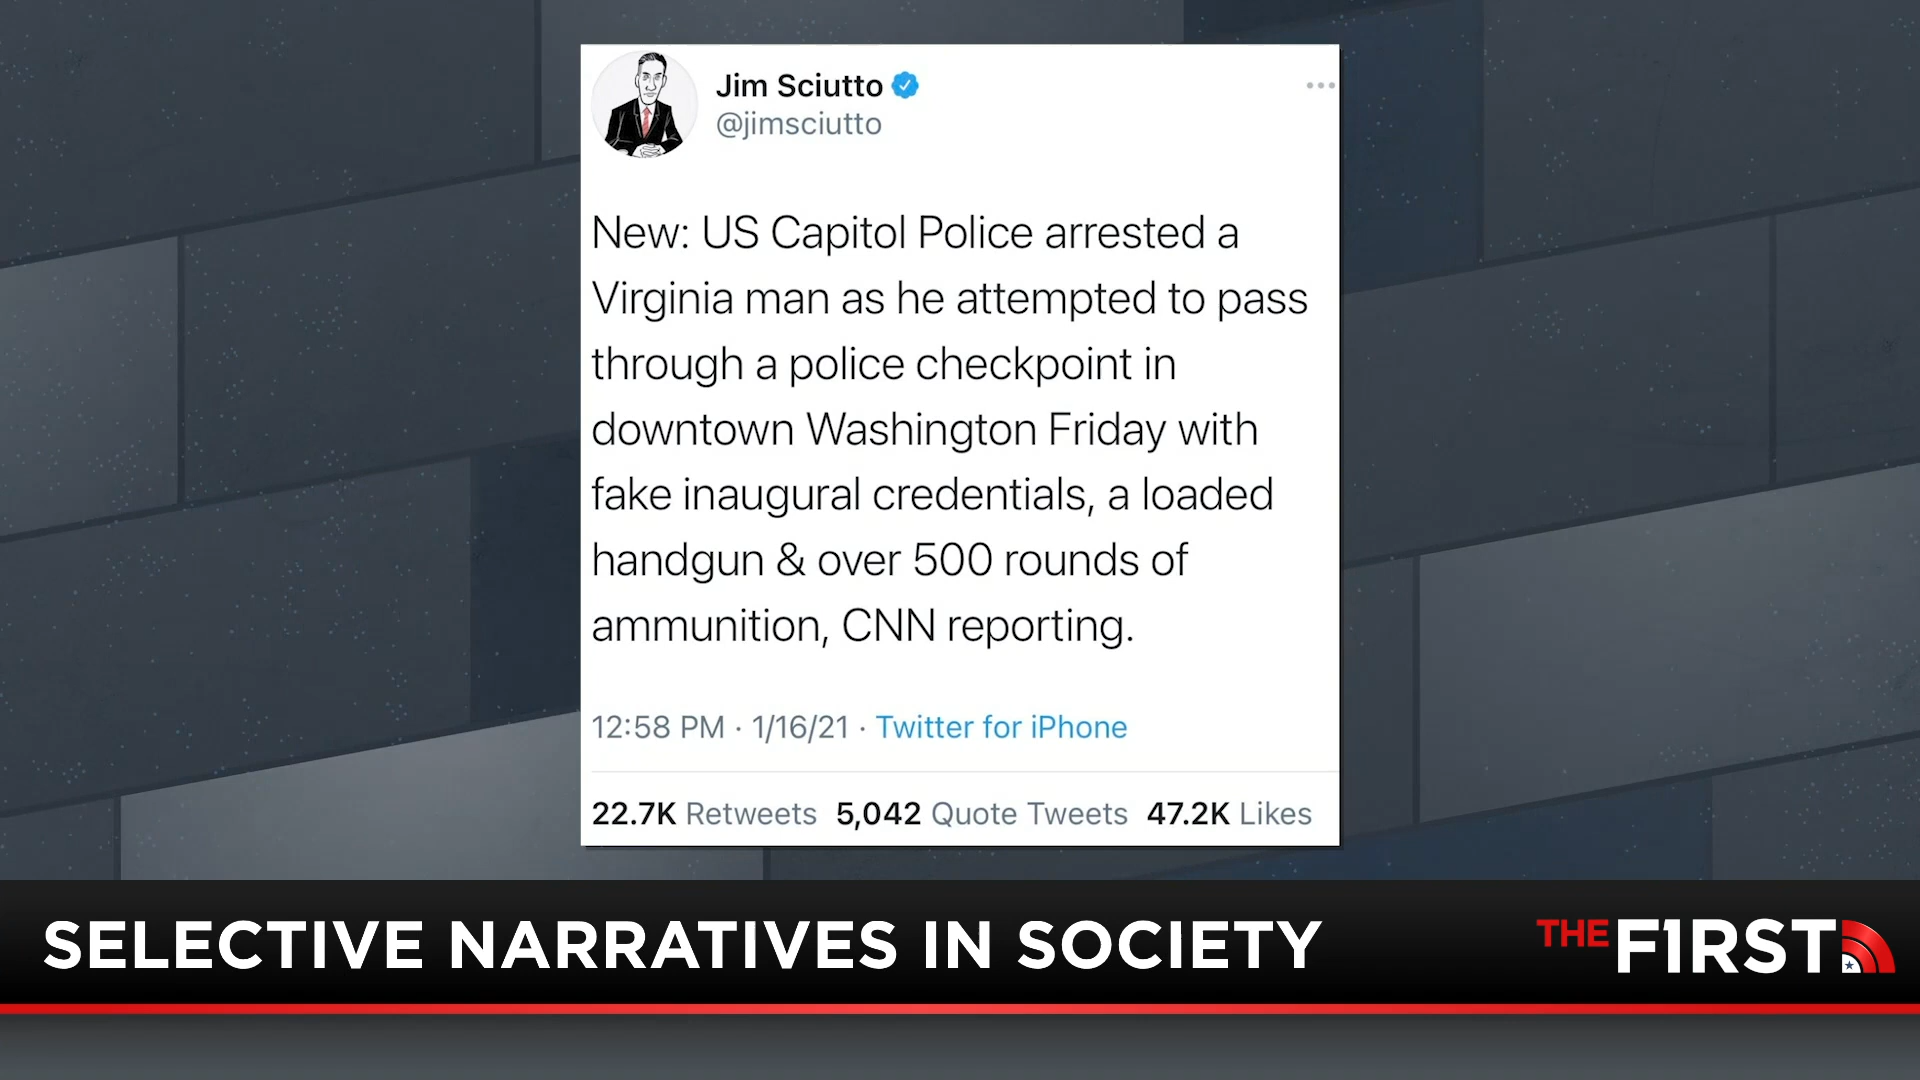 Jim Sciutto
@jimsciutto
New: US Capitol Police arrested a
Virginia man as he attempted to pass
through a police checkpoint in
downtown Washington Friday with
fake inaugural credentials, a loaded
handgun & over 500 rounds of
ammunition, CNN reporting.
12:58 PM · 1/16/21 · Twitter for iPhone
22.7K Retweets 5,042 Quote Tweets 47.2K Likes
SELECTIVE NARRATIVES IN SOCIETY
THE F1RST